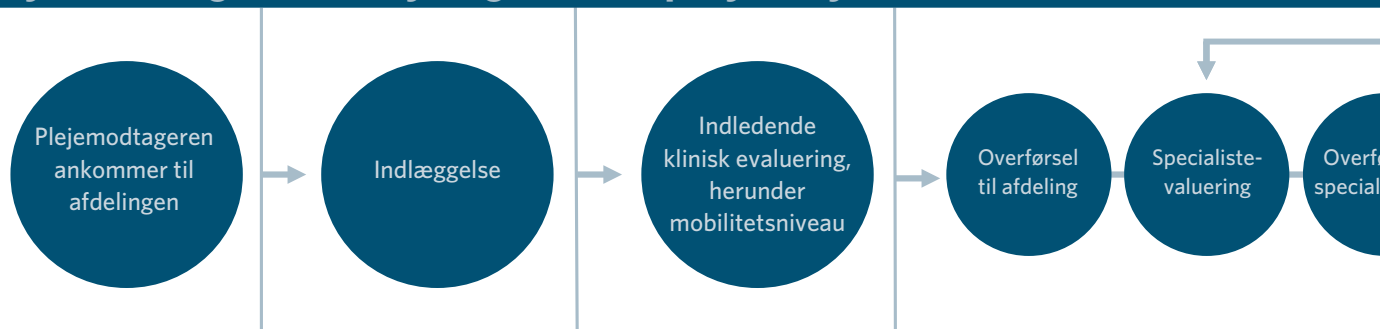 Plejemodtageren
ankommer til
afdelingen
Indlæggelse
Indledende
klinisk evaluering,
herunder
mobilitetsniveau
Overførsel
til afdeling
Specialiste-
valuering